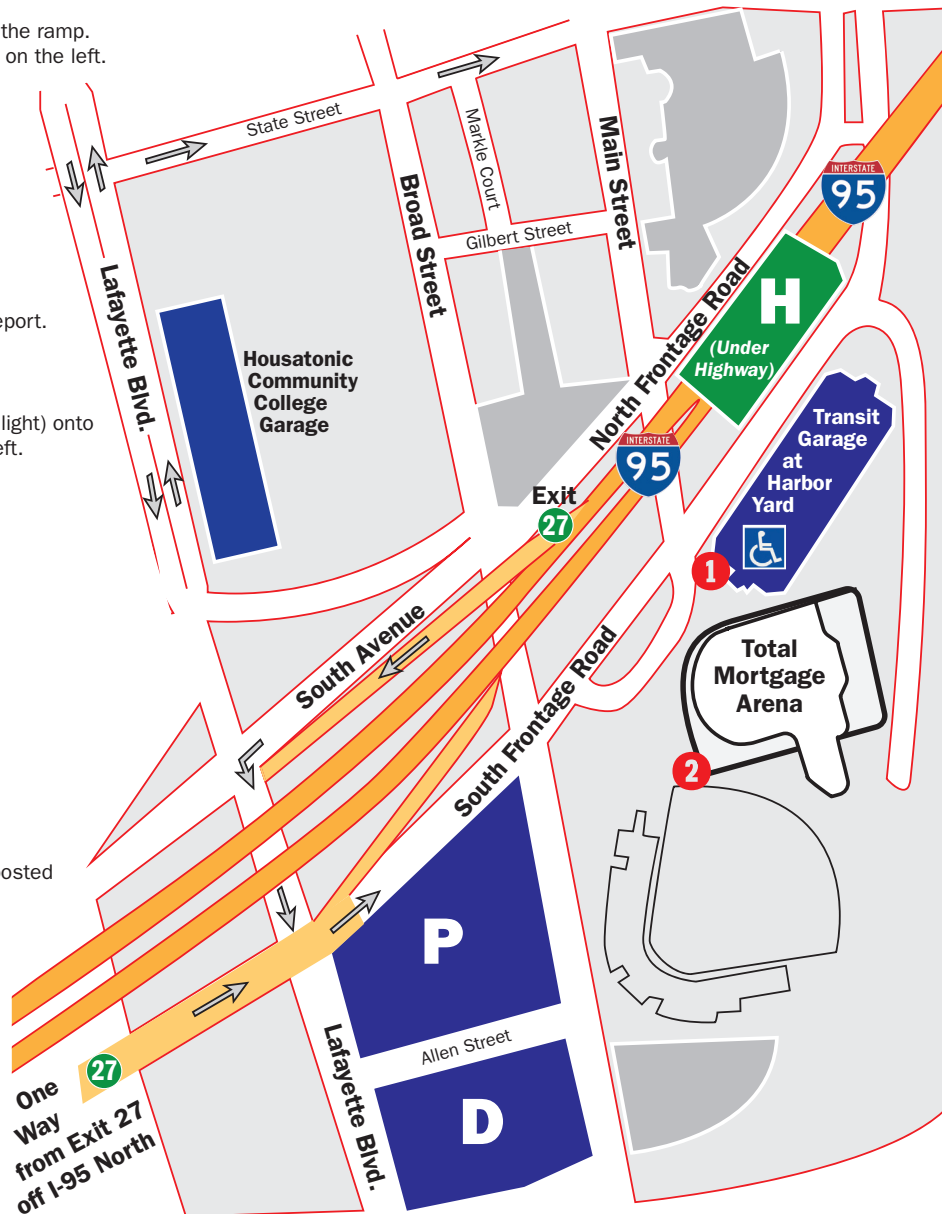 the ramp.
on the left.
State Street
Markle Court
Main Street
Broad Street
Gilbert Street
INTERSTATE
95
Lafayette Blvd.
North Frontage Road
H
(Under
Highway)
eport.
Housatonic
Community
College
Garage
light) onto
eft.
Transit
Garage
at
Harbor
Yard
INTERSTATE
95
Exit
27
1
South Avenue
South Frontage Road
Total
Mortgage
Arena
2
osted
P
Allen Street
Lafayette Blvd.
D
27
One
Way
from Exit 27
off I-95 North